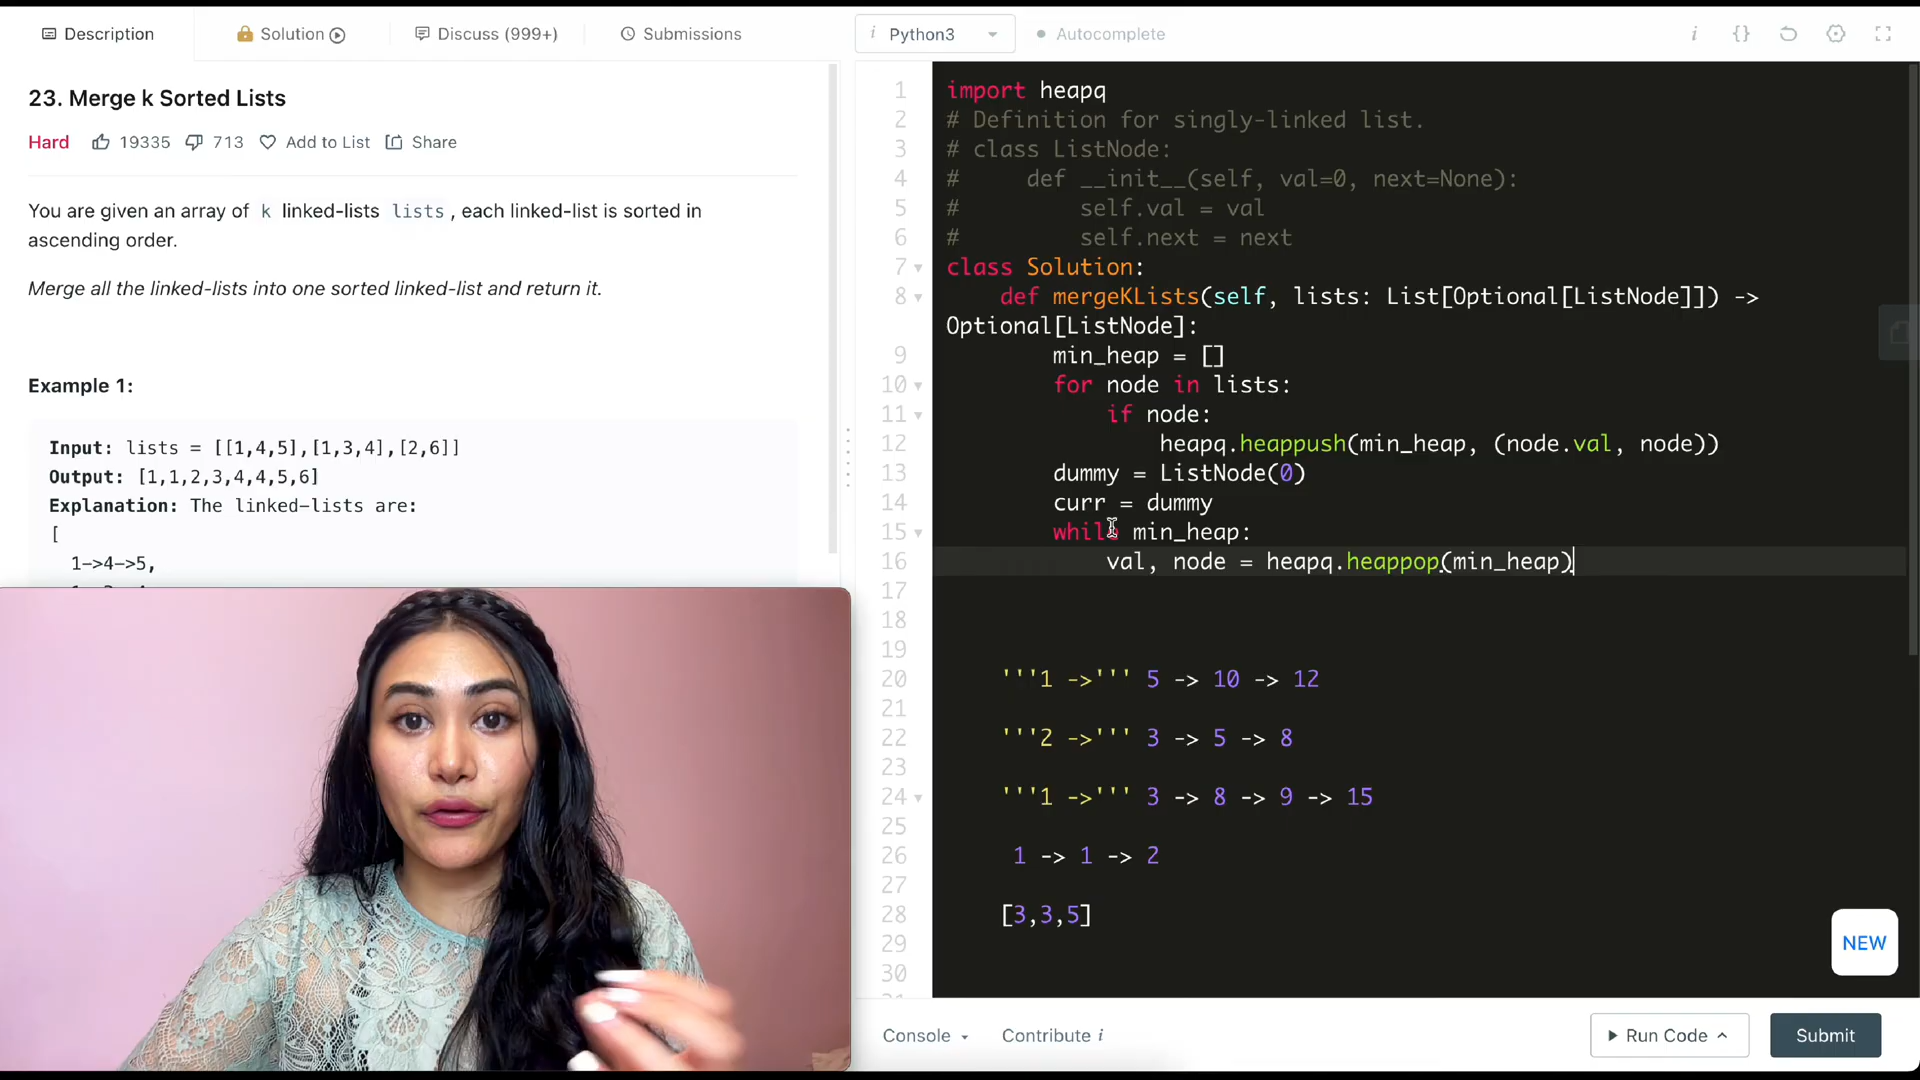 Description
Solution
Discuss (999+)
Submissions
i Python3
Autocomplete
i {}
23. Merge k Sorted Lists
Hard 19335 713 Add to List Share
You are given an array of k linked-lists lists, each linked-list is sorted in
ascending order.
Merge all the linked-lists into one sorted linked-list and return it.
Example 1:
Input: lists = [[1,4,5],[1,3,4],[2,6]]
Output: [1,1,2,3,4,4,5,6]
Explanation: The linked-lists are:
[
1->4->5,
1 import heapq
2 # Definition for singly-linked list.
3 # class ListNode:
4 #     def __init__(self, val=0, next=None):
5 #         self.val = val
6 #         self.next = next
7 class Solution:
8     def mergeKLists(self, lists: List[Optional[ListNode]]) ->
Optional[ListNode]:
9         min_heap = []
10         for node in lists:
11             if node:
12                 heapq.heappush(min_heap, (node.val, node))
13         dummy = ListNode(0)
14         curr = dummy
15         while min_heap:
16             val, node = heapq.heappop(min_heap)
17
18
19
20     '''1 ->''' 5 -> 10 -> 12
21
22     '''2 ->''' 3 -> 5 -> 8
23
24     '''1 ->''' 3 -> 8 -> 9 -> 15
25
26      1 -> 1 -> 2
27
28     [3,3,5]
29
30
NEW
Console
Contribute i
Run Code
Submit